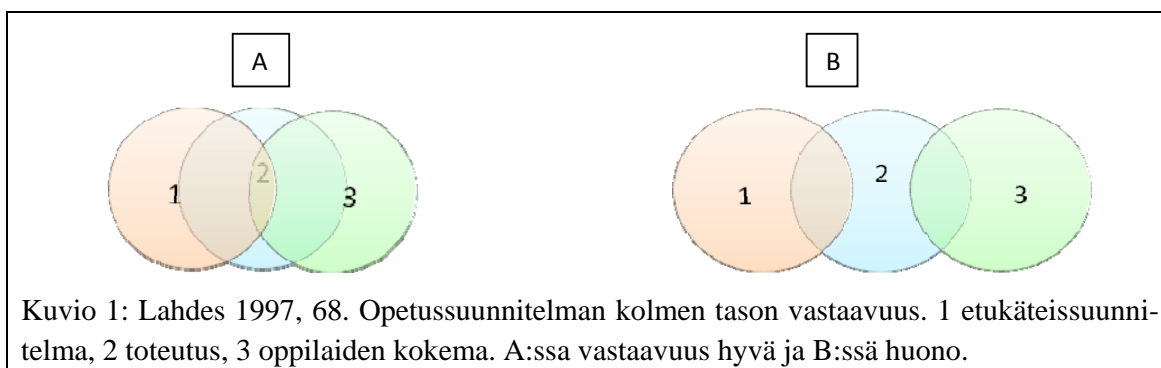 A B
1 2 3 1 2 3
Kuvio 1: Lahdes 1997, 68. Opetussuunnitelman kolmen tason vastaavuus. 1 etukäteissuunni-
telma, 2 toteutus, 3 oppilaiden kokema. A:ssa vastaavuus hyvä ja B:ssä huono.